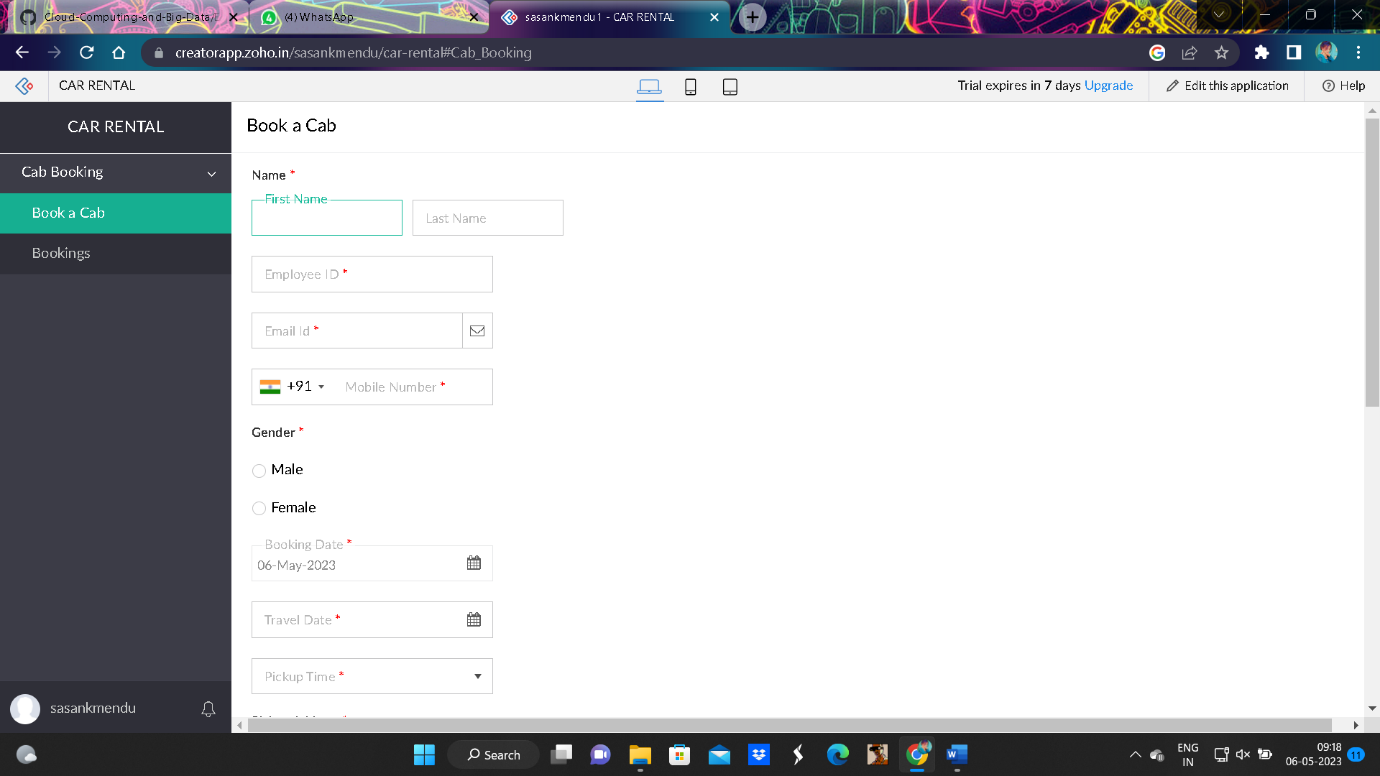 Cloud-Computing-and-Big-Data/
(4) WhatsApp
sasankmendu1 - CAR RENTAL
creatorapp.zoho.in/sasankmendu/car-rental#Cab_Booking
CAR RENTAL
Trial expires in 7 days Upgrade
Edit this application
Help
CAR RENTAL
Cab Booking
Book a Cab
Bookings
sasankmendu
Book a Cab
Name *
First Name
Last Name
Employee ID *
Email Id *
+91
Mobile Number *
Gender *
Male
Female
Booking Date *
06-May-2023
Travel Date *
Pickup Time *
Search
ENG
IN
09:18
06-05-2023
11